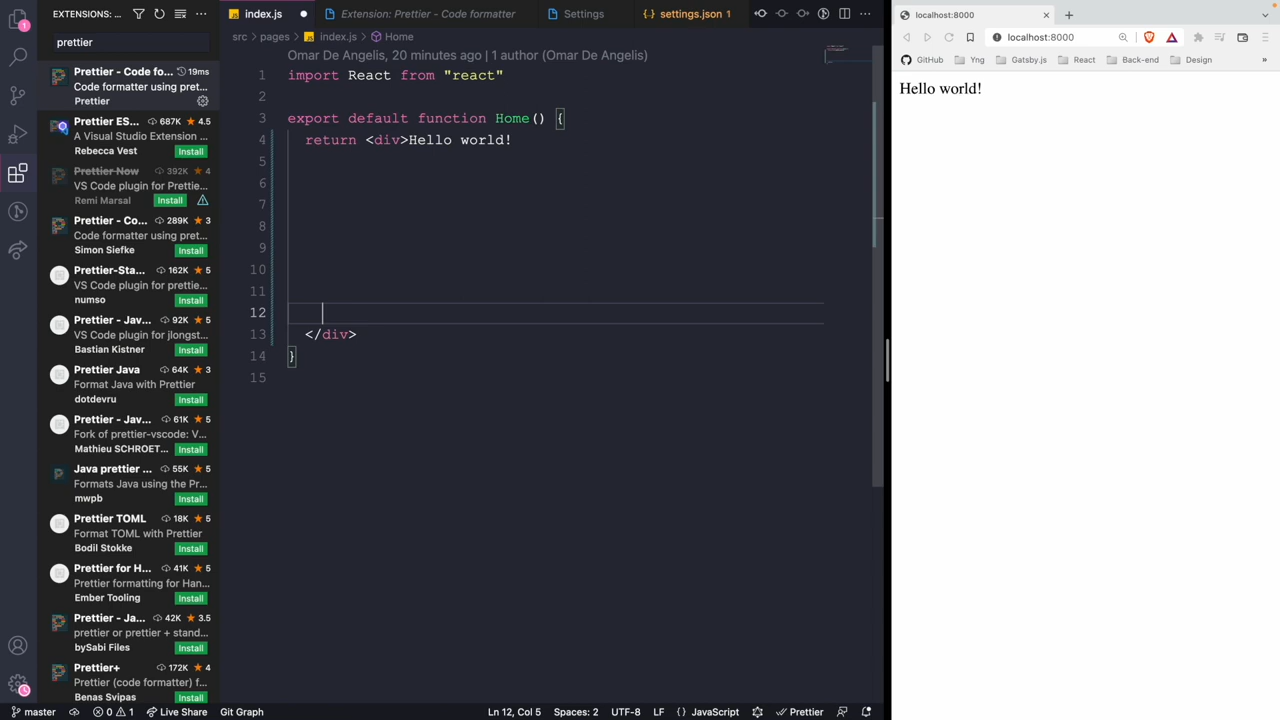 EXTENSIONS: ...
prettier
Prettier - Code fo... 19ms
Code formatter using pret...
Prettier
Prettier ES... 687K 4.5
A Visual Studio Extension ...
Rebecca Vest Install
Prettier Now 392K 4
VS Code plugin for Prettie...
Remi Marsal Install
Prettier - Co... 289K 3
Code formatter using pret...
Simon Siefke Install
Prettier-Sta... 162K 5
VS Code plugin for prettie...
numso Install
Prettier - Jav... 92K 5
VS Code plugin for jlongst...
Bastian Kistner Install
Prettier Java 64K 3
Format Java with Prettier
dotdevru Install
Prettier - Jav... 61K 5
Fork of prettier-vscode: V...
Mathieu SCHROET... Install
Java prettier ... 55K 5
Formats Java using the Pr...
mwpb Install
Prettier TOML 18K 5
Format TOML with Prettier
Bodil Stokke Install
Prettier for H... 41K 5
Prettier formatting for Han...
Ember Tooling Install
Prettier - Ja... 42K 3.5
prettier or prettier + stand...
bySabi Files Install
Prettier+ 172K 4
Prettier (code formatter) f...
Benas Svipas Install
JS index.js Extension: Prettier - Code formatter Settings {} settings.json 1
src > pages > JS index.js > Home
Omar De Angelis, 20 minutes ago | 1 author (Omar De Angelis)
1 import React from "react"
2
3 export default function Home() {
4 return <div>Hello world!
5
6
7
8
9
10
11
12
13 </div>
14 }
15
1
master 0 1 Live Share Git Graph Ln 12, Col 5 Spaces: 2 UTF-8 LF {} JavaScript Prettier
localhost:8000
localhost:8000
GitHub Yng Gatsby.js React Back-end Design »
Hello world!